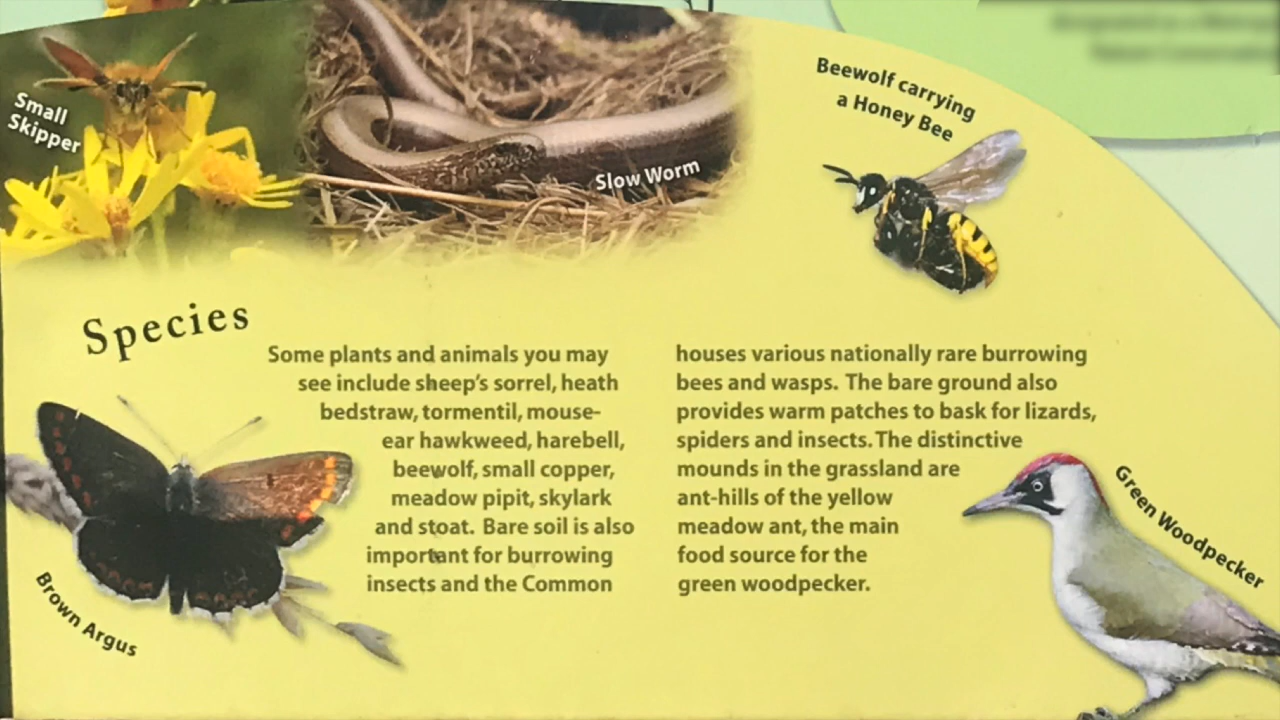 Small
Skipper
Slow Worm
Beewolf carrying
a Honey Bee
Species
Some plants and animals you may
see include sheep's sorrel, heath
bedstraw, tormentil, mouse-
ear hawkweed, harebell,
beewolf, small copper,
meadow pipit, skylark
and stoat. Bare soil is also
important for burrowing
insects and the Common
houses various nationally rare burrowing
bees and wasps. The bare ground also
provides warm patches to bask for lizards,
spiders and insects. The distinctive
mounds in the grassland are
ant-hills of the yellow
meadow ant, the main
food source for the
green woodpecker.
Brown Argus
Green Woodpecker